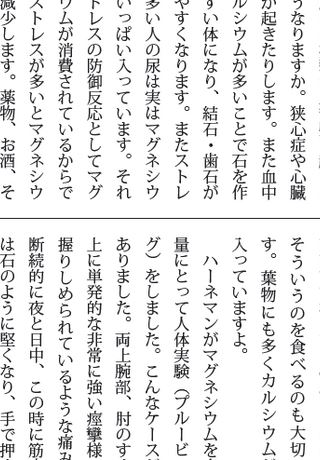 うなりますか。狭心症や心臓
が起きたりします。また血中
ルシウムが多いことで石を作
すい体になり、結石・歯石が
やすくなります。またストレ
多い人の尿は実はマグネシウ
いっぱい入っています。それ
トレスの防御反応としてマグ
ウムが消費されているからで
ストレスが多いとマグネシウ
減少します。薬物、お酒、そ
そういうのを食べるのも大切
す。葉物にも多くカルシウムが
入っていますよ。
ハーネマンがマグネシウムを
量にとって人体実験（プルービ
グ）をしました。こんなケースが
ありました。両上腕部、肘のす
上に単発的な非常に強い痙攣様
握りしめられているような痛み
断続的に夜と日中、この時に筋
は石のように堅くなり、手で押